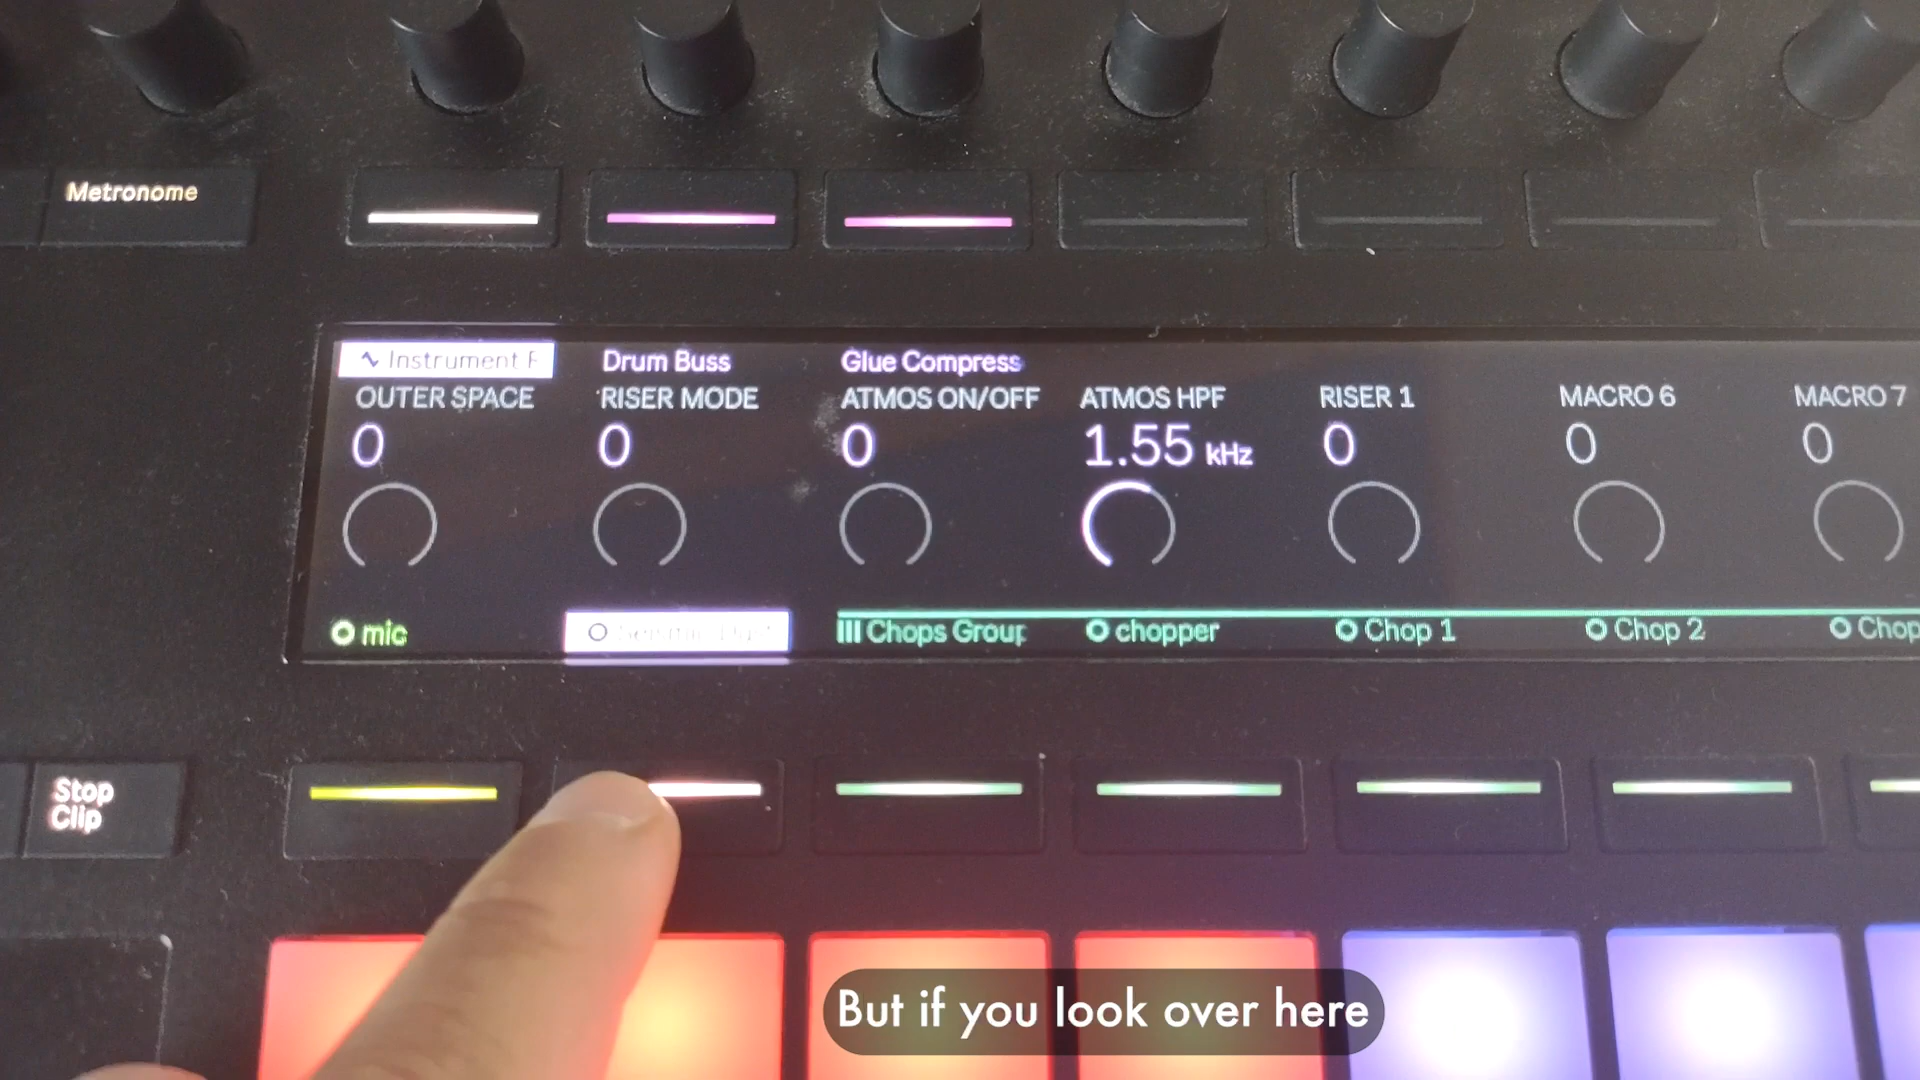 Metronome
Instrument F
Drum Buss
Glue Compress
OUTER SPACE
RISER MODE
ATMOS ON/OFF
ATMOS HPF
RISER 1
MACRO 6
MACRO 7
0
0
0
1.55 kHz
0
0
0
mic
Chops Group
chopper
Chop 1
Chop 2
Chop
Stop
Clip
But if you look over here